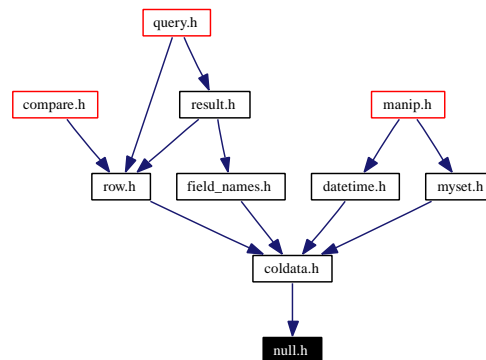 query.h
compare.h
result.h
manip.h
row.h
field_names.h
datetime.h
myset.h
coldata.h
null.h